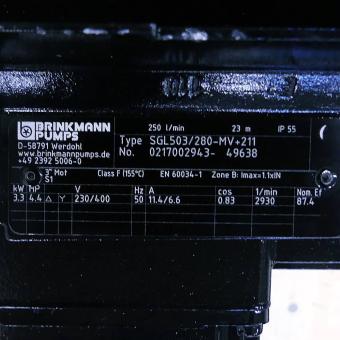 BRINKMANN
PUMPS
D-58791 Werdohl
www.brinkmannpumps.de
+49 2392 5006-0
250 l/min 23 m IP 55
Type SGL503/280-MV+211
No. 0217002943- 49638
3~ Mot Class F (155°C) EN 60034-1 Zone B: Imax=1.1xIN
S1
kW MP V Hz A cos 1/min Nom. Ef
3.3 4.4 △ Y 230/400 50 11.4/6.6 0.83 2930 87.4